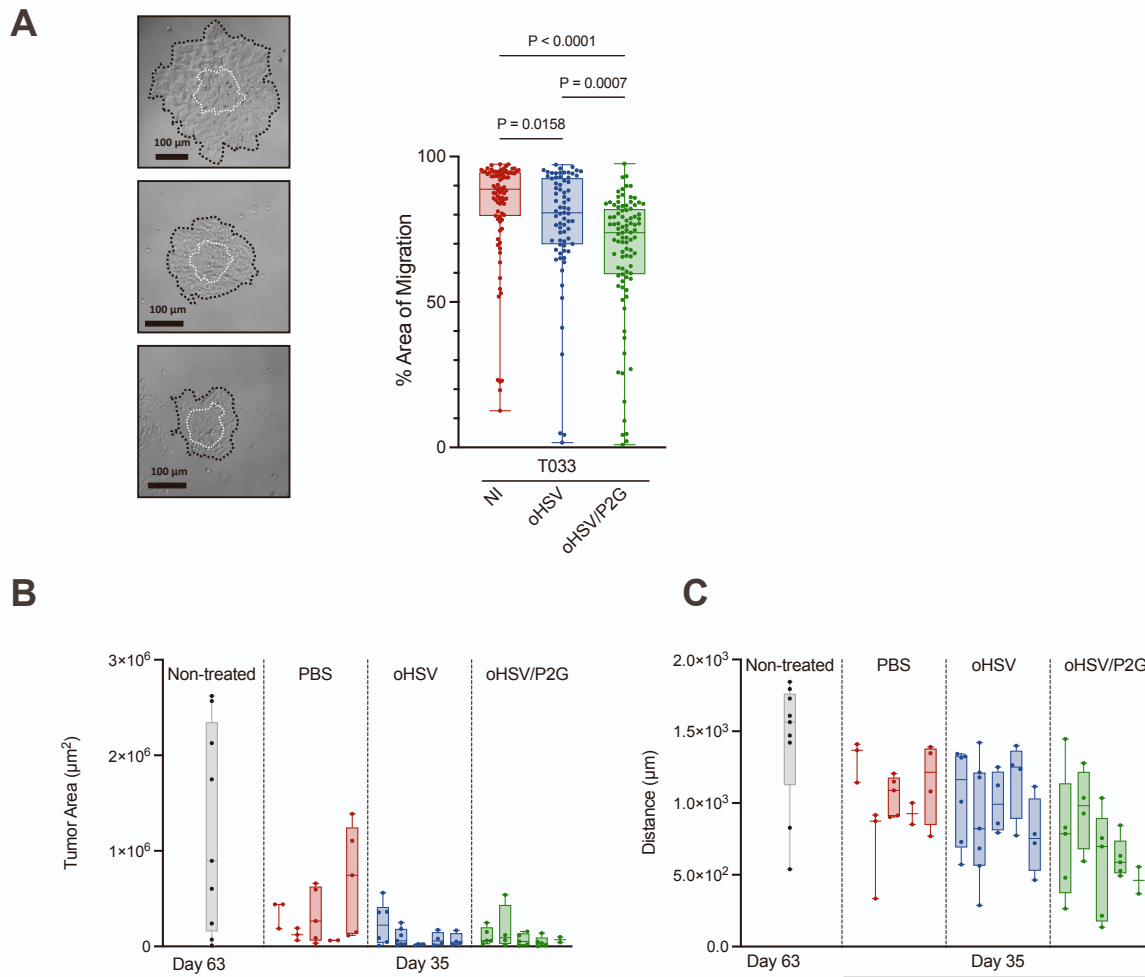 A
100 µm
100 µm
100 µm
P < 0.0001
P = 0.0007
P = 0.0158
% Area of Migration
100
50
0
T033
NI
oHSV
oHSV/P2G
B
Tumor Area (µm²)
3×10⁶
2×10⁶
1×10⁶
0
Non-treated
PBS
oHSV
oHSV/P2G
Day 63
Day 35
C
Distance (µm)
2.0×10³
1.5×10³
1.0×10³
5.0×10²
0.0
Non-treated
PBS
oHSV
oHSV/P2G
Day 63
Day 35